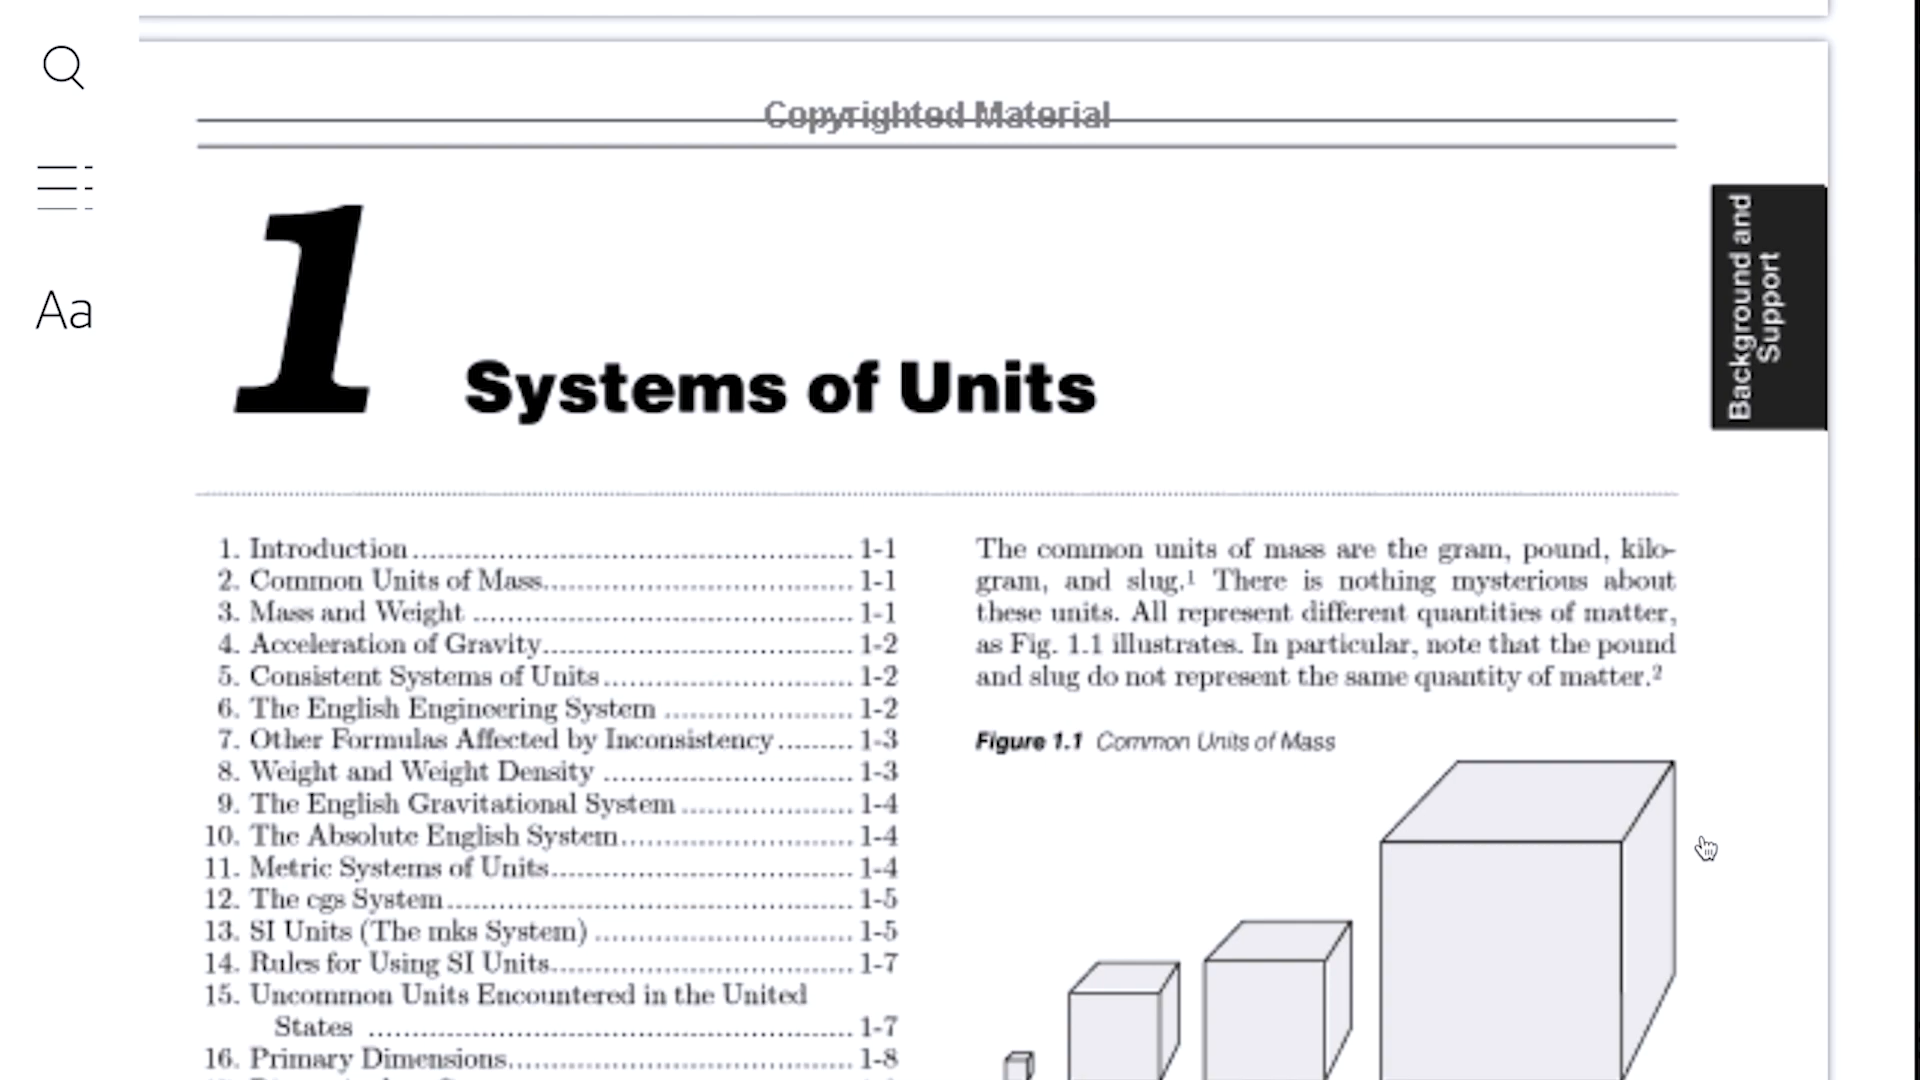 Copyrighted Material
Aa
Background and
Support
1
Systems of Units
1. Introduction.................................................. 1-1
2. Common Units of Mass................................... 1-1
3. Mass and Weight ........................................... 1-1
4. Acceleration of Gravity................................... 1-2
5. Consistent Systems of Units............................ 1-2
6. The English Engineering System ..................... 1-2
7. Other Formulas Affected by Inconsistency......... 1-3
8. Weight and Weight Density ............................ 1-3
9. The English Gravitational System ................... 1-4
10. The Absolute English System.......................... 1-4
11. Metric Systems of Units.................................. 1-4
12. The cgs System.............................................. 1-5
13. SI Units (The mks System) ............................. 1-5
14. Rules for Using SI Units.................................. 1-7
15. Uncommon Units Encountered in the United
States ...................................................... 1-7
16. Primary Dimensions....................................... 1-8
The common units of mass are the gram, pound, kilo-
gram, and slug.1 There is nothing mysterious about
these units. All represent different quantities of matter,
as Fig. 1.1 illustrates. In particular, note that the pound
and slug do not represent the same quantity of matter.2
Figure 1.1 Common Units of Mass